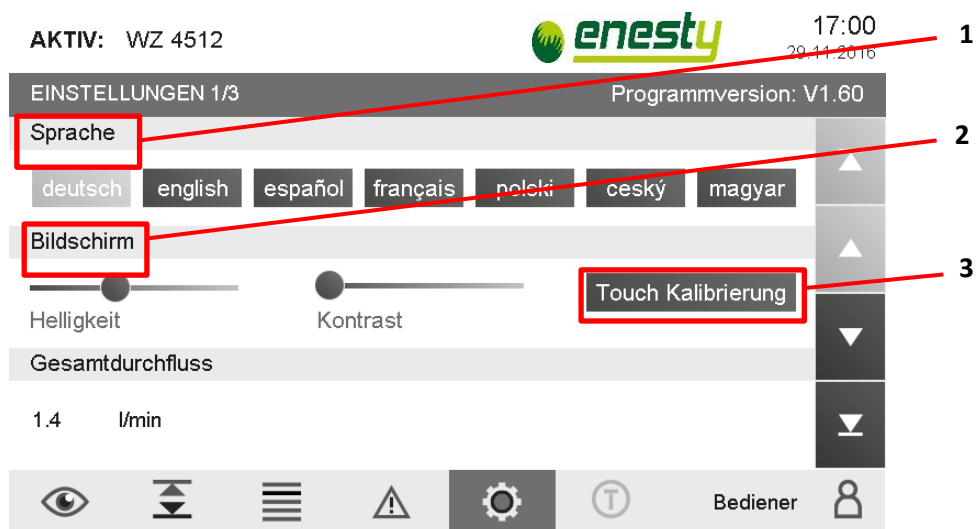 AKTIV: WZ 4512
enesty
17:00
29.11.2016
1
EINSTELLUNGEN 1/3
Programmversion: V1.60
Sprache
2
deutsch english español français polski ceský magyar
Bildschirm
3
Touch Kalibrierung
Helligkeit Kontrast
Gesamtdurchfluss
1.4 l/min
T
Bediener